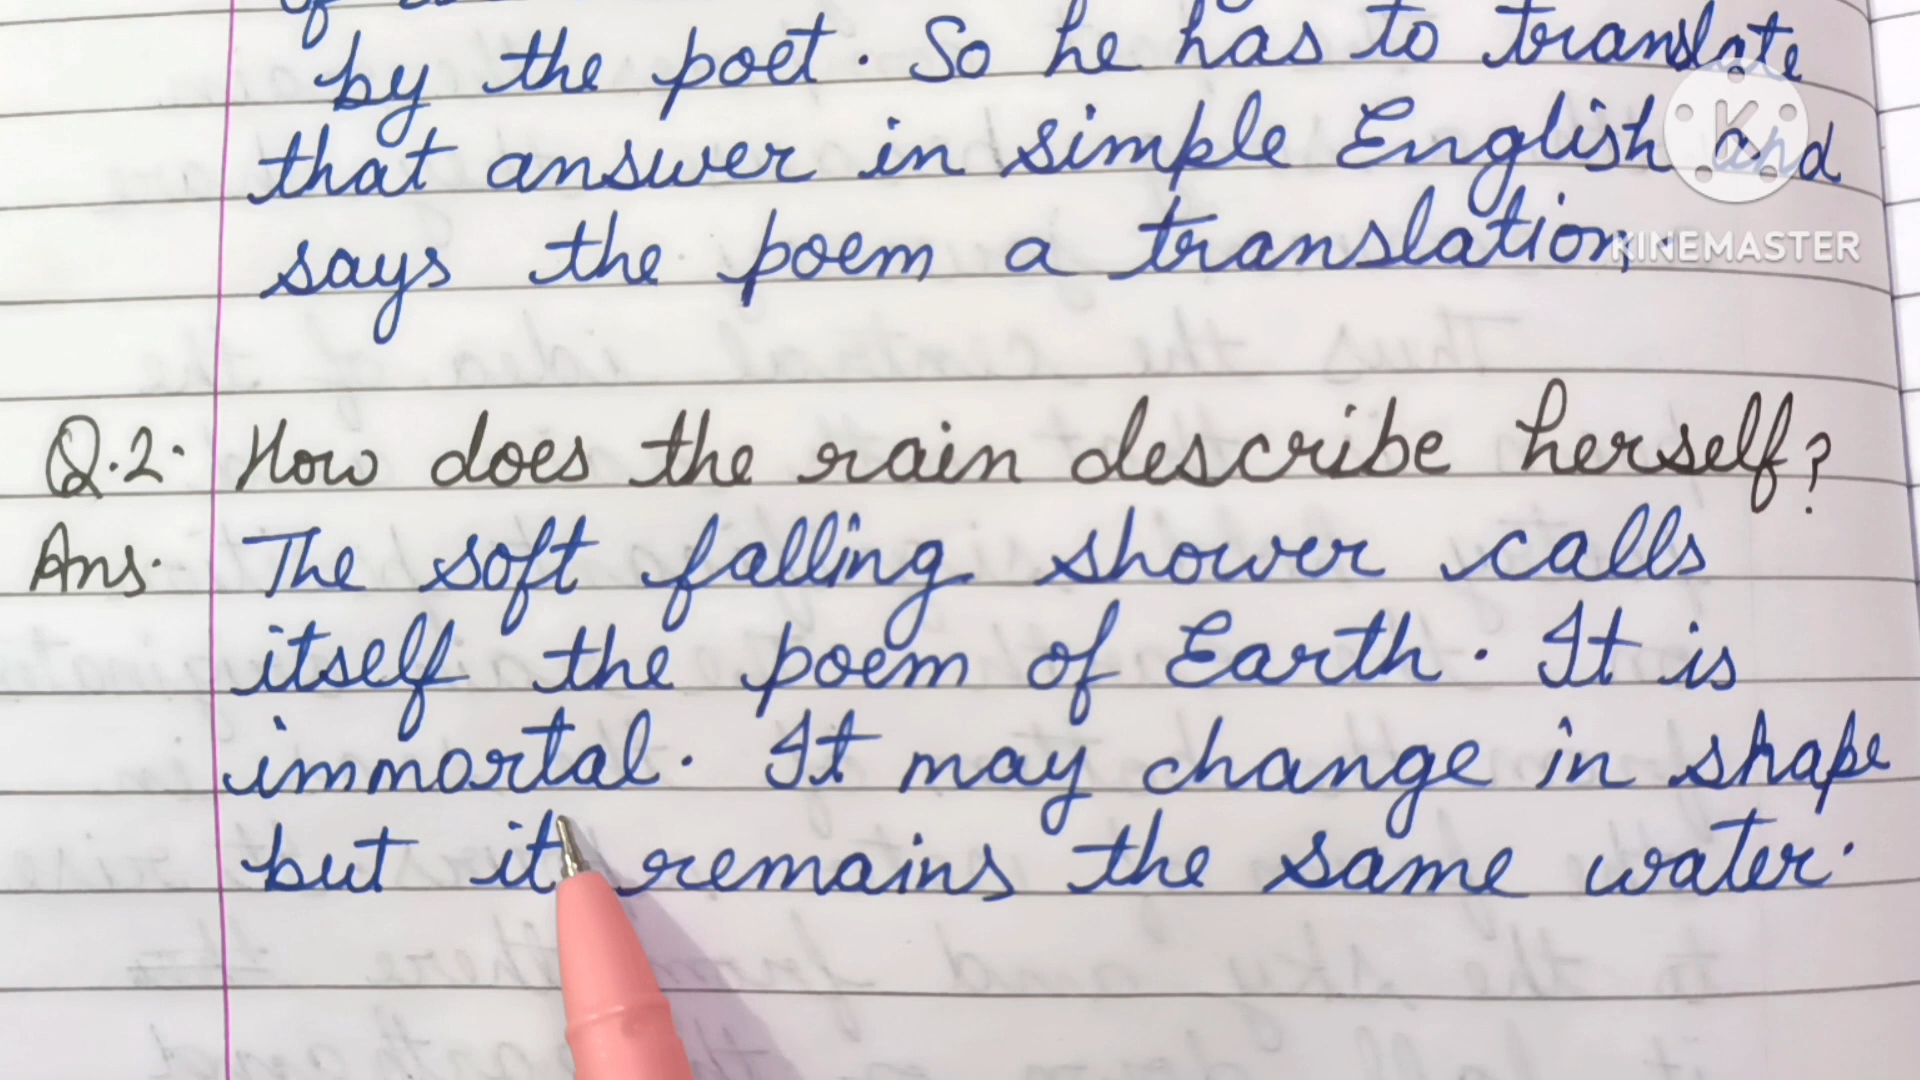 by the poet. So he has to translate
that answer in simple English and
says the poem a translation.
KINEMASTER
Q.2. How does the rain describe herself?
Ans. The soft falling shower calls
itself the poem of Earth. It is
immortal. It may change in shape
but it remains the same water.